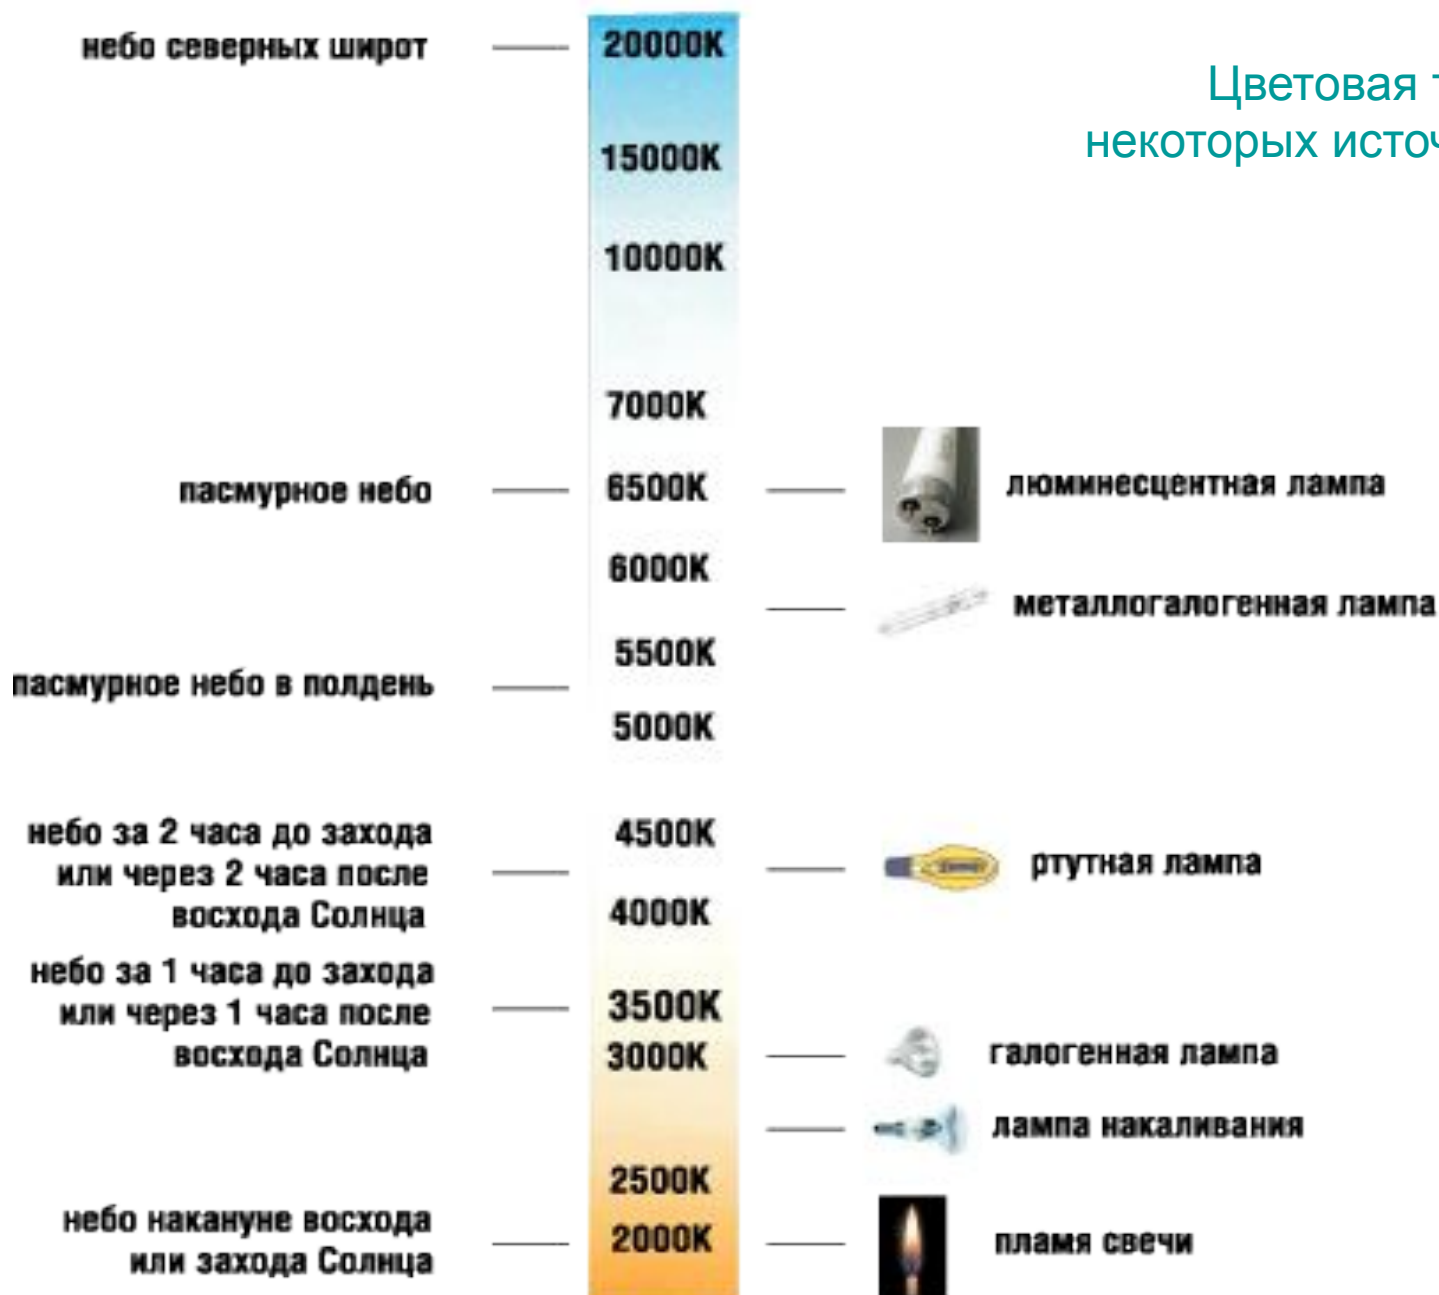 Цветовая
некоторых
небо северных широт
20000K
15000K
10000K
7000K
пасмурное небо
6500K
люминесцентная лампа
6000K
металлогалогенная лампа
5500K
пасмурное небо в полдень
5000K
небо за 2 часа до захода
или через 2 часа после
восхода Солнца
4500K
ртутная лампа
4000K
небо за 1 часа до захода
или через 1 часа после
восхода Солнца
3500K
3000K
галогенная лампа
лампа накаливания
2500K
небо накануне восхода
или захода Солнца
2000K
пламя свечи